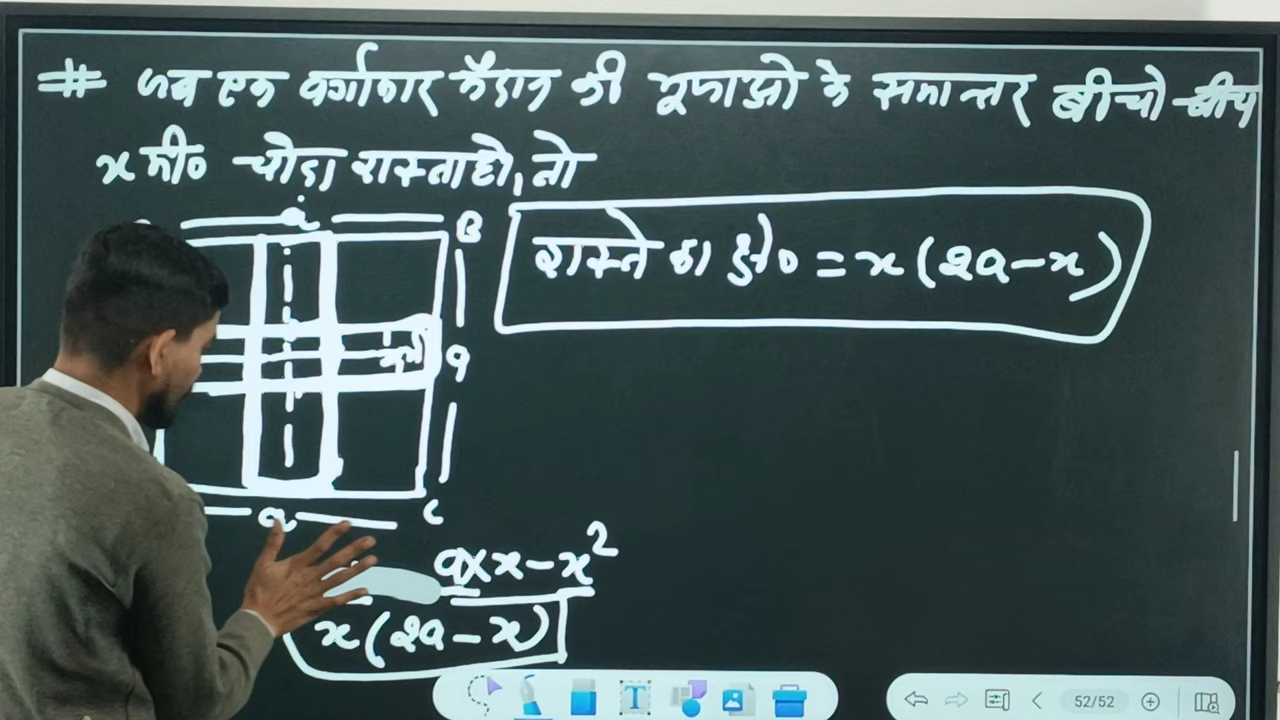 # जब एक वर्गाकार मैदान की भूजाओ के समान्तर बीचो-बीच
x मी० चौड़ा रास्ता हो, तो
a
B
रास्ते का क्षे० = x(2a-x)
a
a
C
a×x-x²
x(2a-x)
52/52